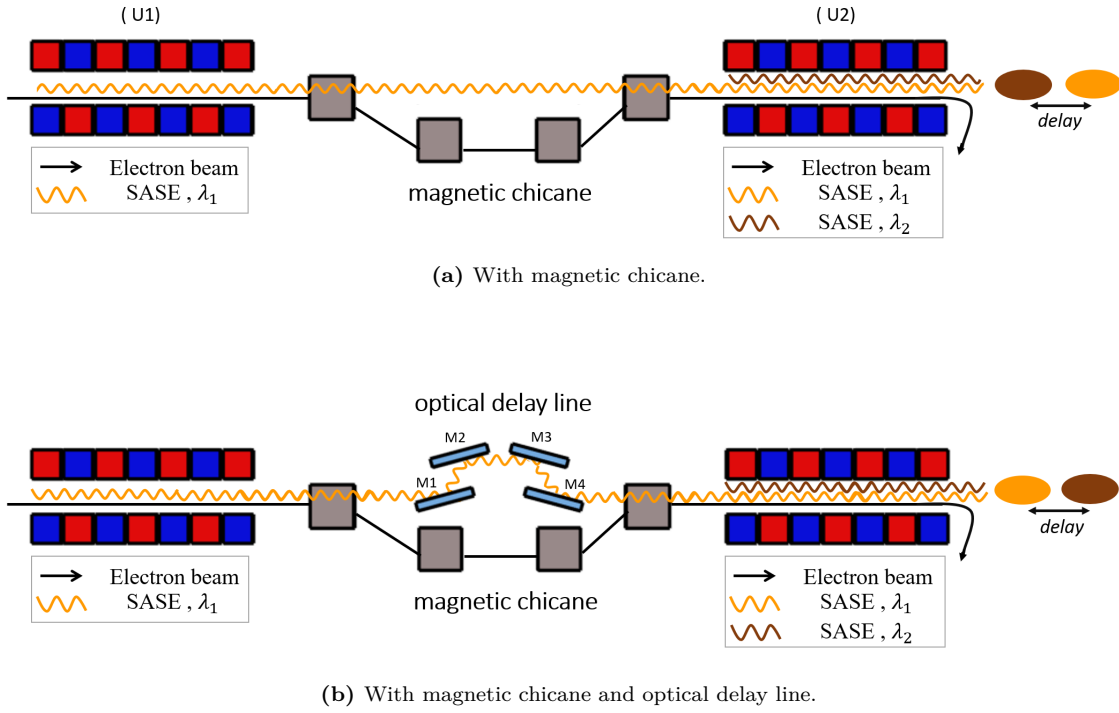 ( U1)
( U2)
delay
Electron beam
SASE , λ1
magnetic chicane
Electron beam
SASE , λ1
SASE , λ2
(a) With magnetic chicane.
optical delay line
M2
M3
M1
M4
delay
Electron beam
SASE , λ1
magnetic chicane
Electron beam
SASE , λ1
SASE , λ2
(b) With magnetic chicane and optical delay line.